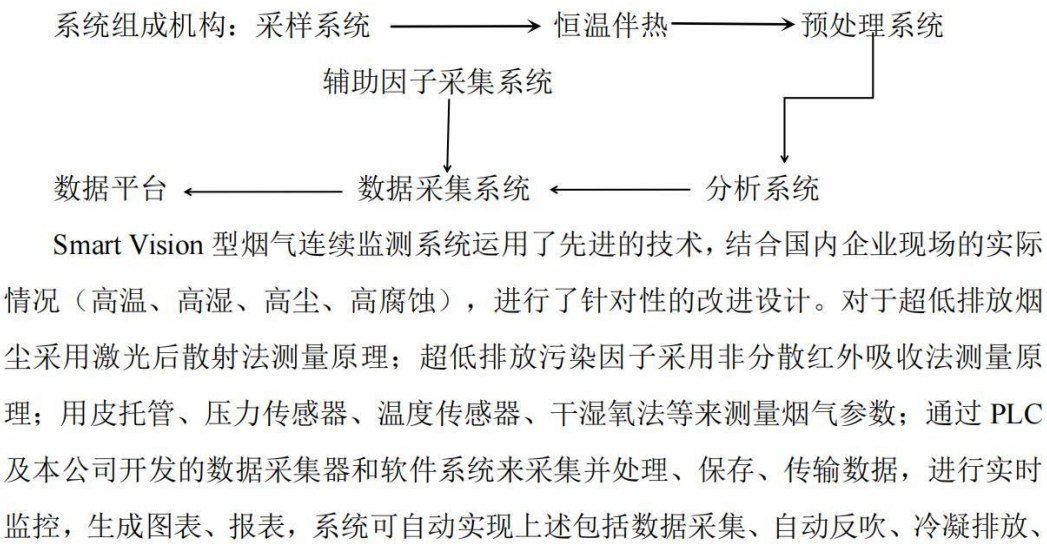 系统组成机构：采样系统 恒温伴热 预处理系统
辅助因子采集系统
数据平台 数据采集系统 分析系统
Smart Vision 型烟气连续监测系统运用了先进的技术，结合国内企业现场的实际
情况（高温、高湿、高尘、高腐蚀），进行了针对性的改进设计。对于超低排放烟
尘采用激光后散射法测量原理；超低排放污染因子采用非分散红外吸收法测量原
理；用皮托管、压力传感器、温度传感器、干湿氧法等来测量烟气参数；通过 PLC
及本公司开发的数据采集器和软件系统来采集并处理、保存、传输数据，进行实时
监控，生成图表、报表，系统可自动实现上述包括数据采集、自动反吹、冷凝排放、